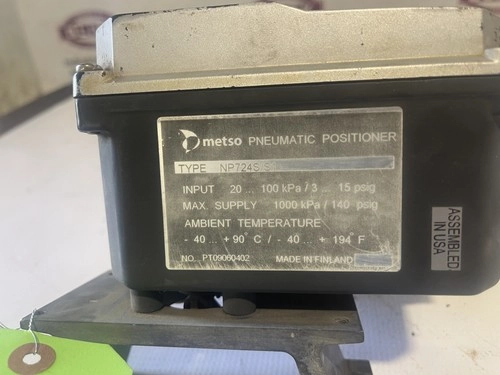 metso PNEUMATIC POSITIONER
TYPE NP724S S
INPUT 20 ... 100 kPa / 3 ... 15 psig
MAX. SUPPLY 1000 kPa / 140 psig
AMBIENT TEMPERATURE
- 40 ... + 90° C / - 40 ... + 194° F
NO... PT09060402 MADE IN FINLAND
ASSEMBLED
IN USA